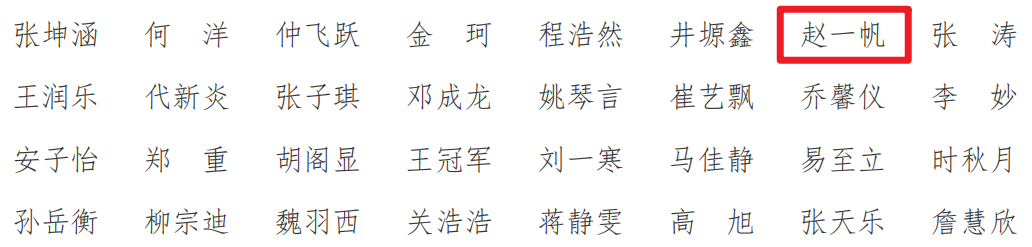 张坤涵 何洋 仲飞跃 金珂 程浩然 井塬鑫 赵一帆 张涛
王润乐 代新炎 张子琪 邓成龙 姚琴言 崔艺飘 乔馨仪 李妙
安子怡 郑重 胡阁显 王冠军 刘一寒 马佳静 易至立 时秋月
孙岳衡 柳宗迪 魏羽西 关浩浩 蒋静雯 高旭 张天乐 詹慧欣